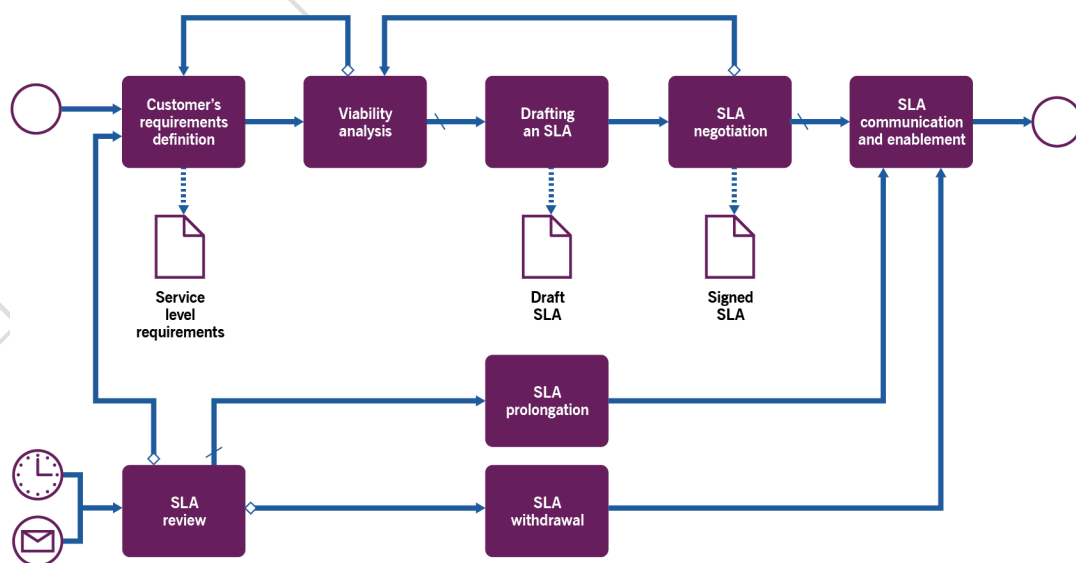 Customer's
requirements
definition
Viability
analysis
Drafting
an SLA
SLA
negotiation
SLA
communication
and enablement
Service
level
requirements
Draft
SLA
Signed
SLA
SLA
prolongation
SLA
review
SLA
withdrawal